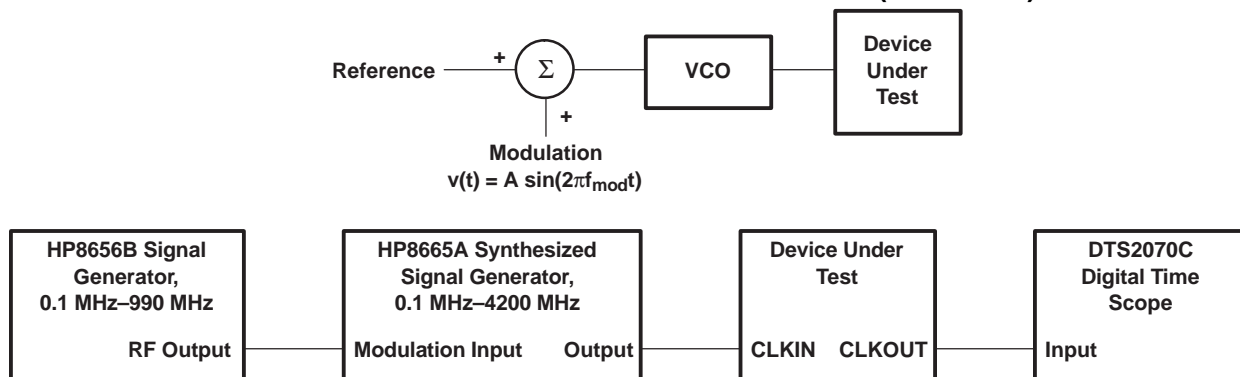 Reference
+
Σ
VCO
Device
Under
Test
+
Modulation
v(t) = A sin(2πfmodt)
HP8656B Signal
Generator,
0.1 MHz–990 MHz
RF Output
HP8665A Synthesized
Signal Generator,
0.1 MHz–4200 MHz
Modulation Input Output
Device Under
Test
CLKIN CLKOUT
DTS2070C
Digital Time
Scope
Input